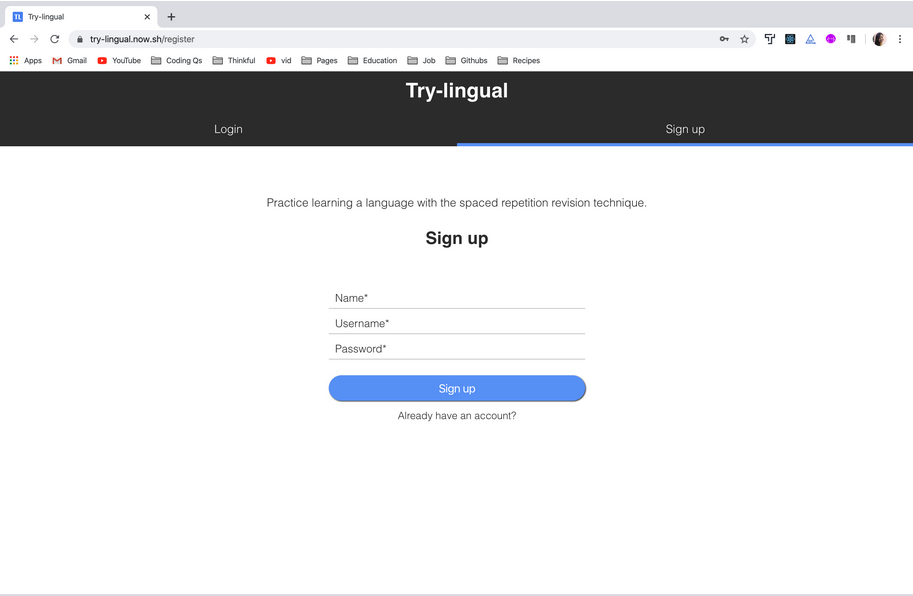 TL Try-lingual
try-lingual.now.sh/register
Apps Gmail YouTube Coding Qs Thinkful vid Pages Education Job Githubs Recipes
Try-lingual
Login Sign up
Practice learning a language with the spaced repetition revision technique.
Sign up
Name*
Username*
Password*
Sign up
Already have an account?